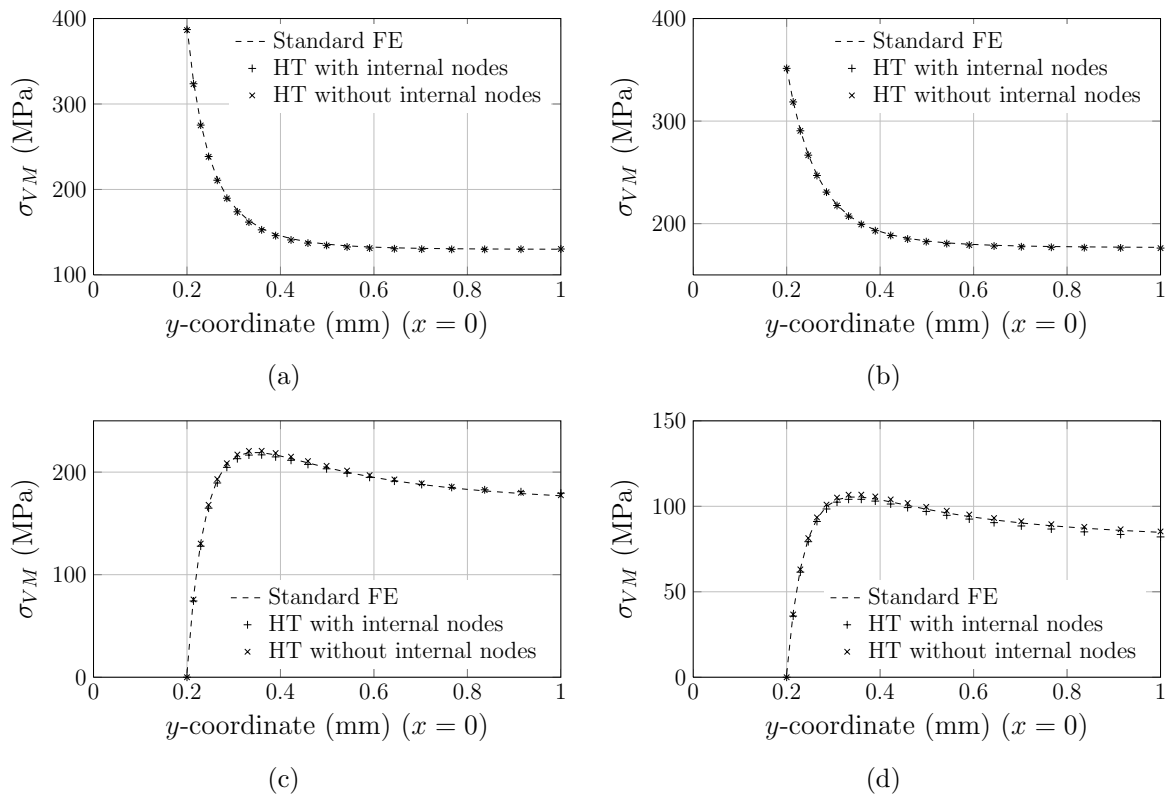 400
300
200
100
σVM (MPa)
Standard FE
HT with internal nodes
HT without internal nodes
0 0.2 0.4 0.6 0.8 1
y-coordinate (mm) (x = 0)
(a)
400
300
200
σVM (MPa)
Standard FE
HT with internal nodes
HT without internal nodes
0 0.2 0.4 0.6 0.8 1
y-coordinate (mm) (x = 0)
(b)
200
100
0
σVM (MPa)
Standard FE
HT with internal nodes
HT without internal nodes
0 0.2 0.4 0.6 0.8 1
y-coordinate (mm) (x = 0)
(c)
150
100
50
0
σVM (MPa)
Standard FE
HT with internal nodes
HT without internal nodes
0 0.2 0.4 0.6 0.8 1
y-coordinate (mm) (x = 0)
(d)